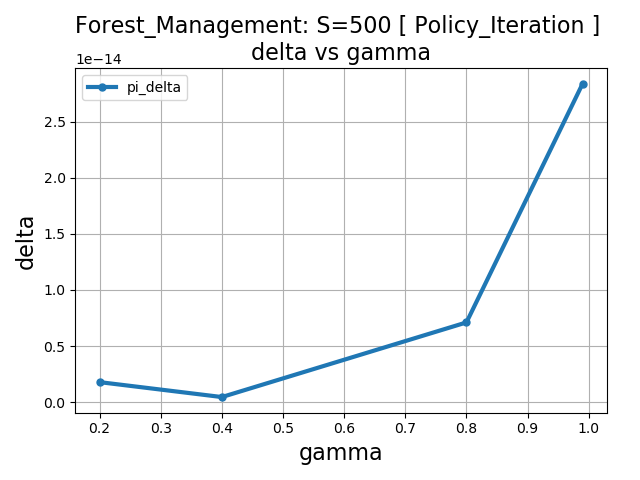 Forest_Management: S=500 [ Policy_Iteration ]
delta vs gamma
1e−14
pi_delta
2.5
2.0
1.5
1.0
0.5
0.0
delta
0.2 0.3 0.4 0.5 0.6 0.7 0.8 0.9 1.0
gamma